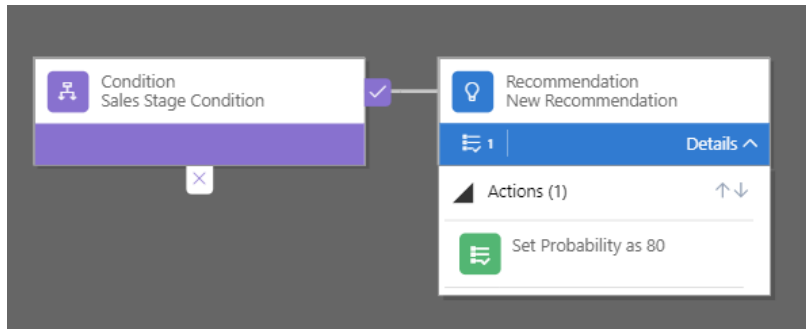 Condition
Sales Stage Condition
Recommendation
New Recommendation
1
Details
Actions (1)
Set Probability as 80